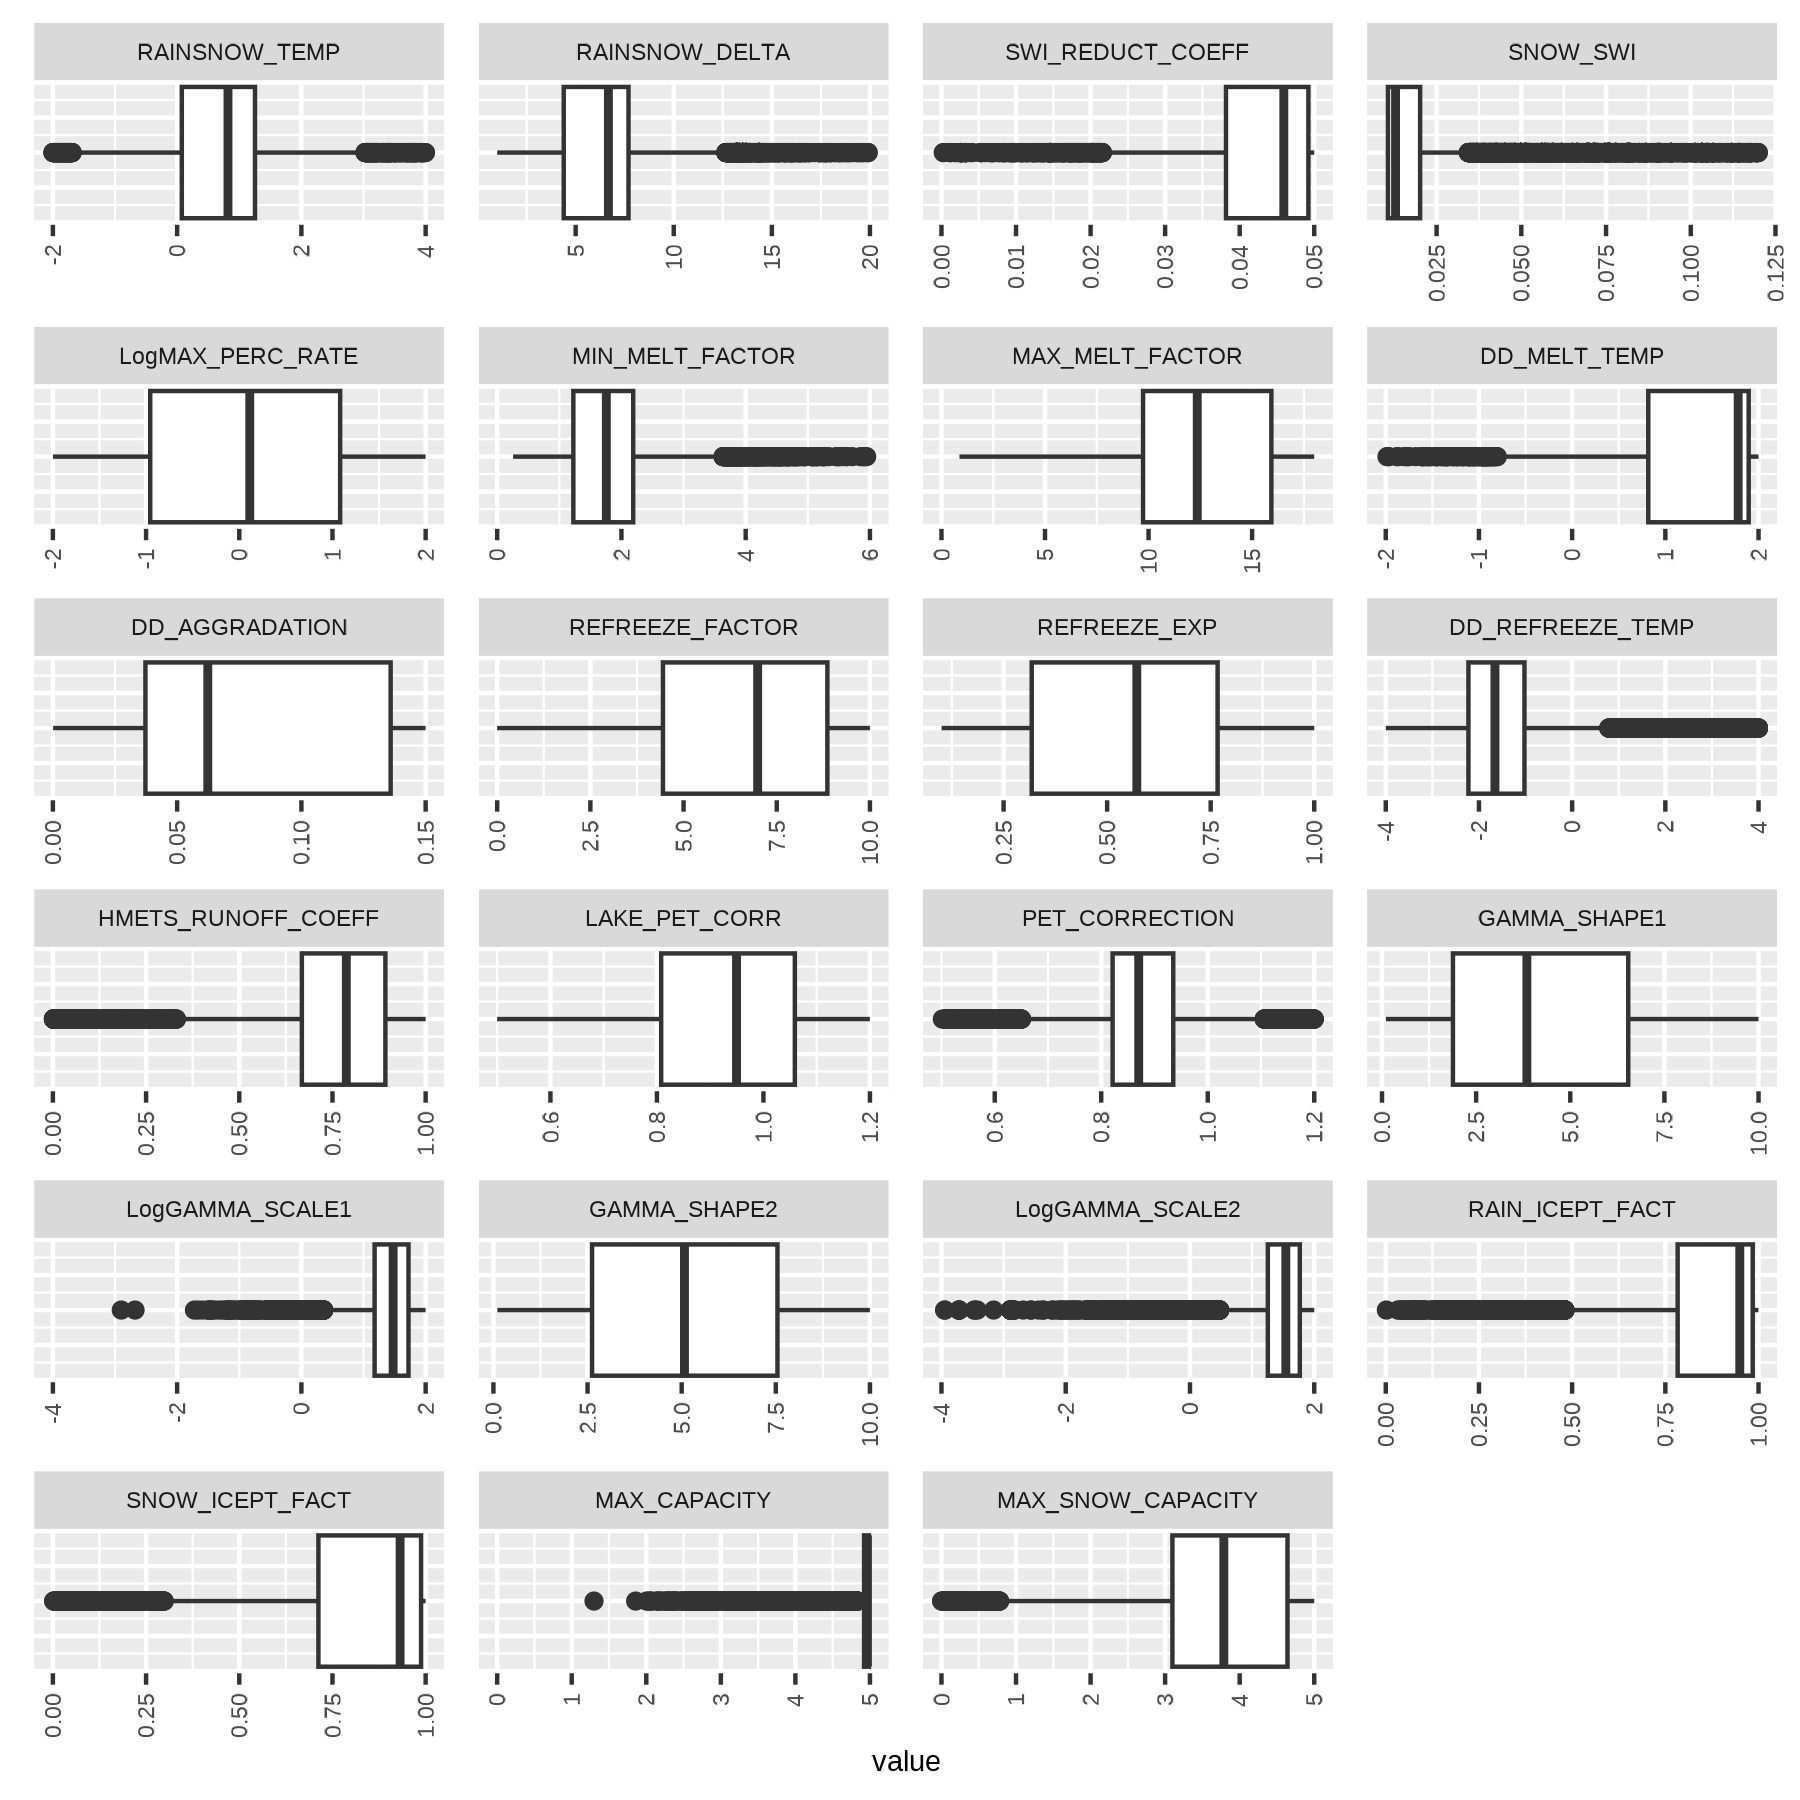 RAINSNOW_TEMP RAINSNOW_DELTA SWI_REDUCT_COEFF SNOW_SWI
-2 0 2 4 5 10 15 20 0.00 0.01 0.02 0.03 0.04 0.05 0.025 0.050 0.075 0.100 0.125
LogMAX_PERC_RATE MIN_MELT_FACTOR MAX_MELT_FACTOR DD_MELT_TEMP
-2 -1 0 1 2 0 2 4 6 0 5 10 15 -2 -1 0 1 2
DD_AGGRADATION REFREEZE_FACTOR REFREEZE_EXP DD_REFREEZE_TEMP
0.00 0.05 0.10 0.15 0.0 2.5 5.0 7.5 10.0 0.25 0.50 0.75 1.00 -4 -2 0 2 4
HMETS_RUNOFF_COEFF LAKE_PET_CORR PET_CORRECTION GAMMA_SHAPE1
0.00 0.25 0.50 0.75 1.00 0.6 0.8 1.0 1.2 0.6 0.8 1.0 1.2 0.0 2.5 5.0 7.5 10.0
LogGAMMA_SCALE1 GAMMA_SHAPE2 LogGAMMA_SCALE2 RAIN_ICEPT_FACT
-4 -2 0 2 0.0 2.5 5.0 7.5 10.0 -4 -2 0 2 0.00 0.25 0.50 0.75 1.00
SNOW_ICEPT_FACT MAX_CAPACITY MAX_SNOW_CAPACITY
0.00 0.25 0.50 0.75 1.00 0 1 2 3 4 5 0 1 2 3 4 5
value